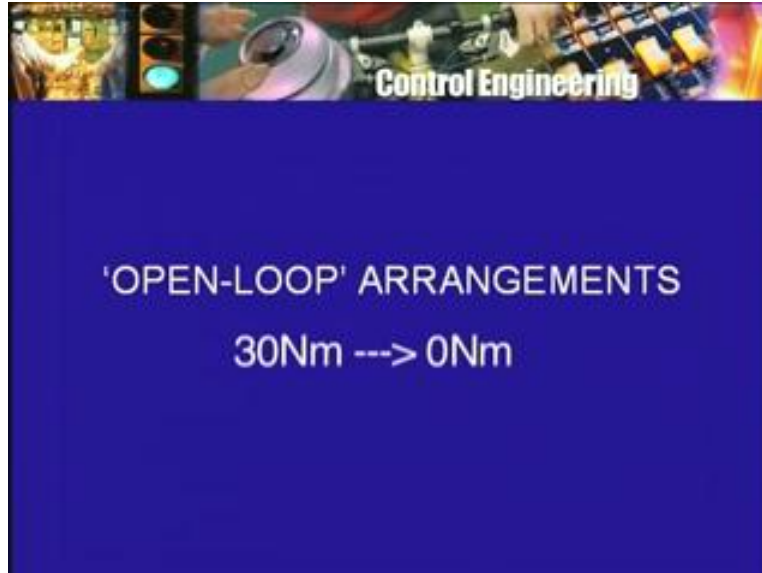 Control Engineering
‘OPEN-LOOP’ ARRANGEMENTS
30Nm ---> 0Nm